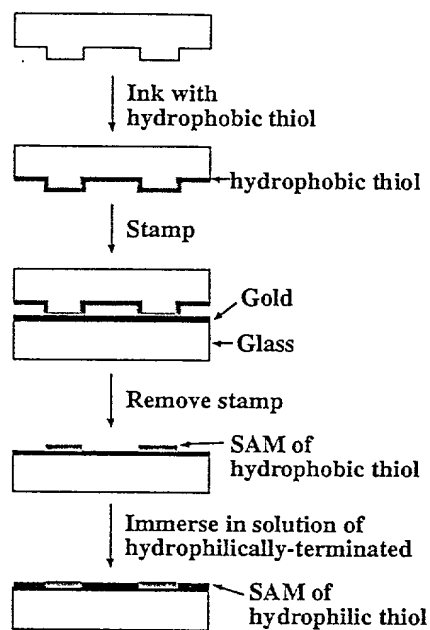 Ink with
hydrophobic thiol
hydrophobic thiol
Stamp
Gold
Glass
Remove stamp
SAM of
hydrophobic thiol
Immerse in solution of
hydrophilically-terminated
SAM of
hydrophilic thiol